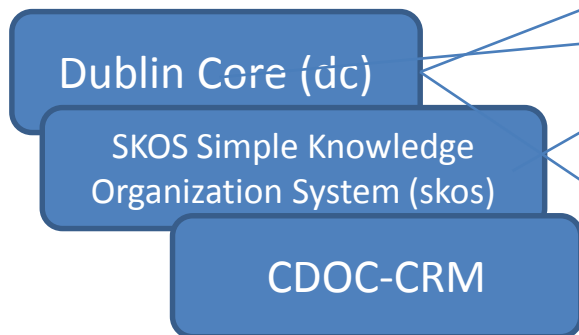 Dublin Core (dc)
SKOS Simple Knowledge
Organization System (skos)
CDOC-CRM